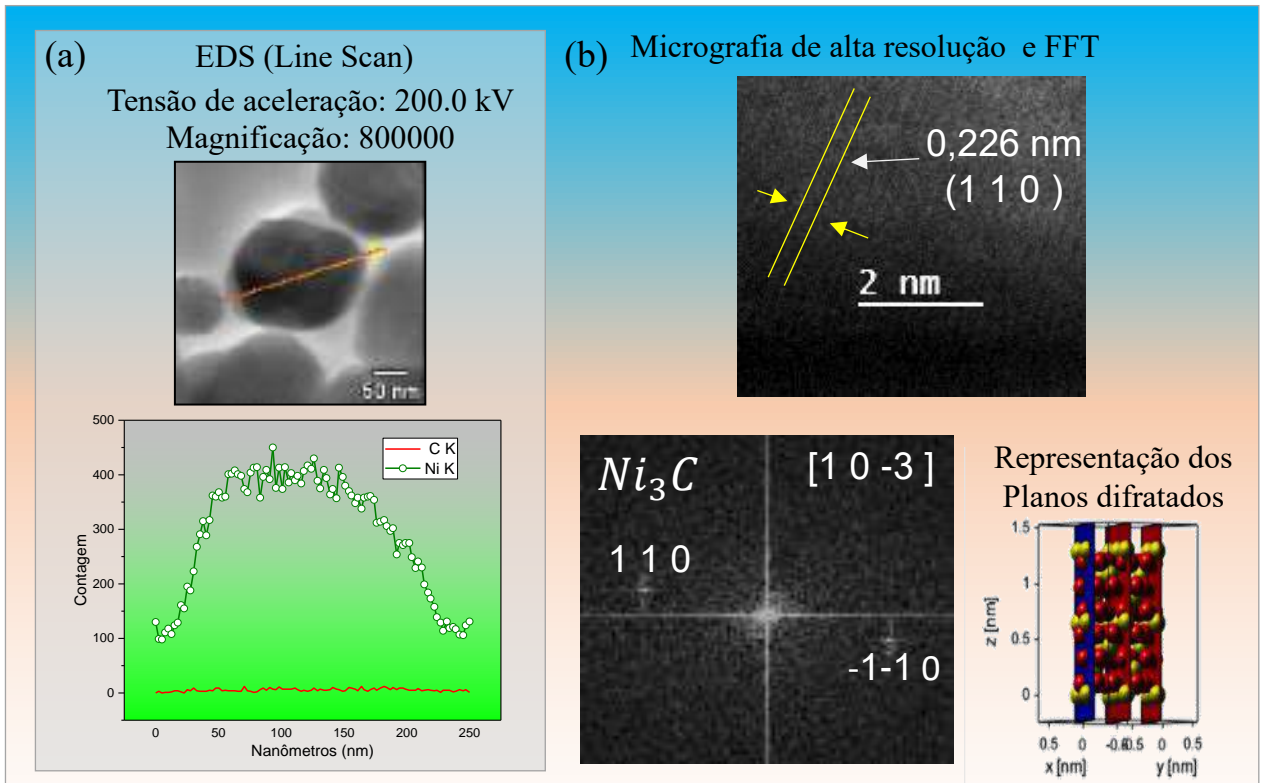 (a)
EDS (Line Scan)
Tensão de aceleração: 200.0 kV
Magnificação: 800000
50 nm
500
400
300
200
100
0
Contagem
C K
Ni K
0
50
100
150
200
250
Nanômetros (nm)
(b)
Micrografia de alta resolução e FFT
0,226 nm
(1 1 0 )
2 nm
Ni₃C
[1 0 -3 ]
1 1 0
-1-1 0
Representação dos
Planos difratados
1.5
1
0.5
0
z [nm]
0.5
0
0.5
0
0.5
x [nm]
y [nm]